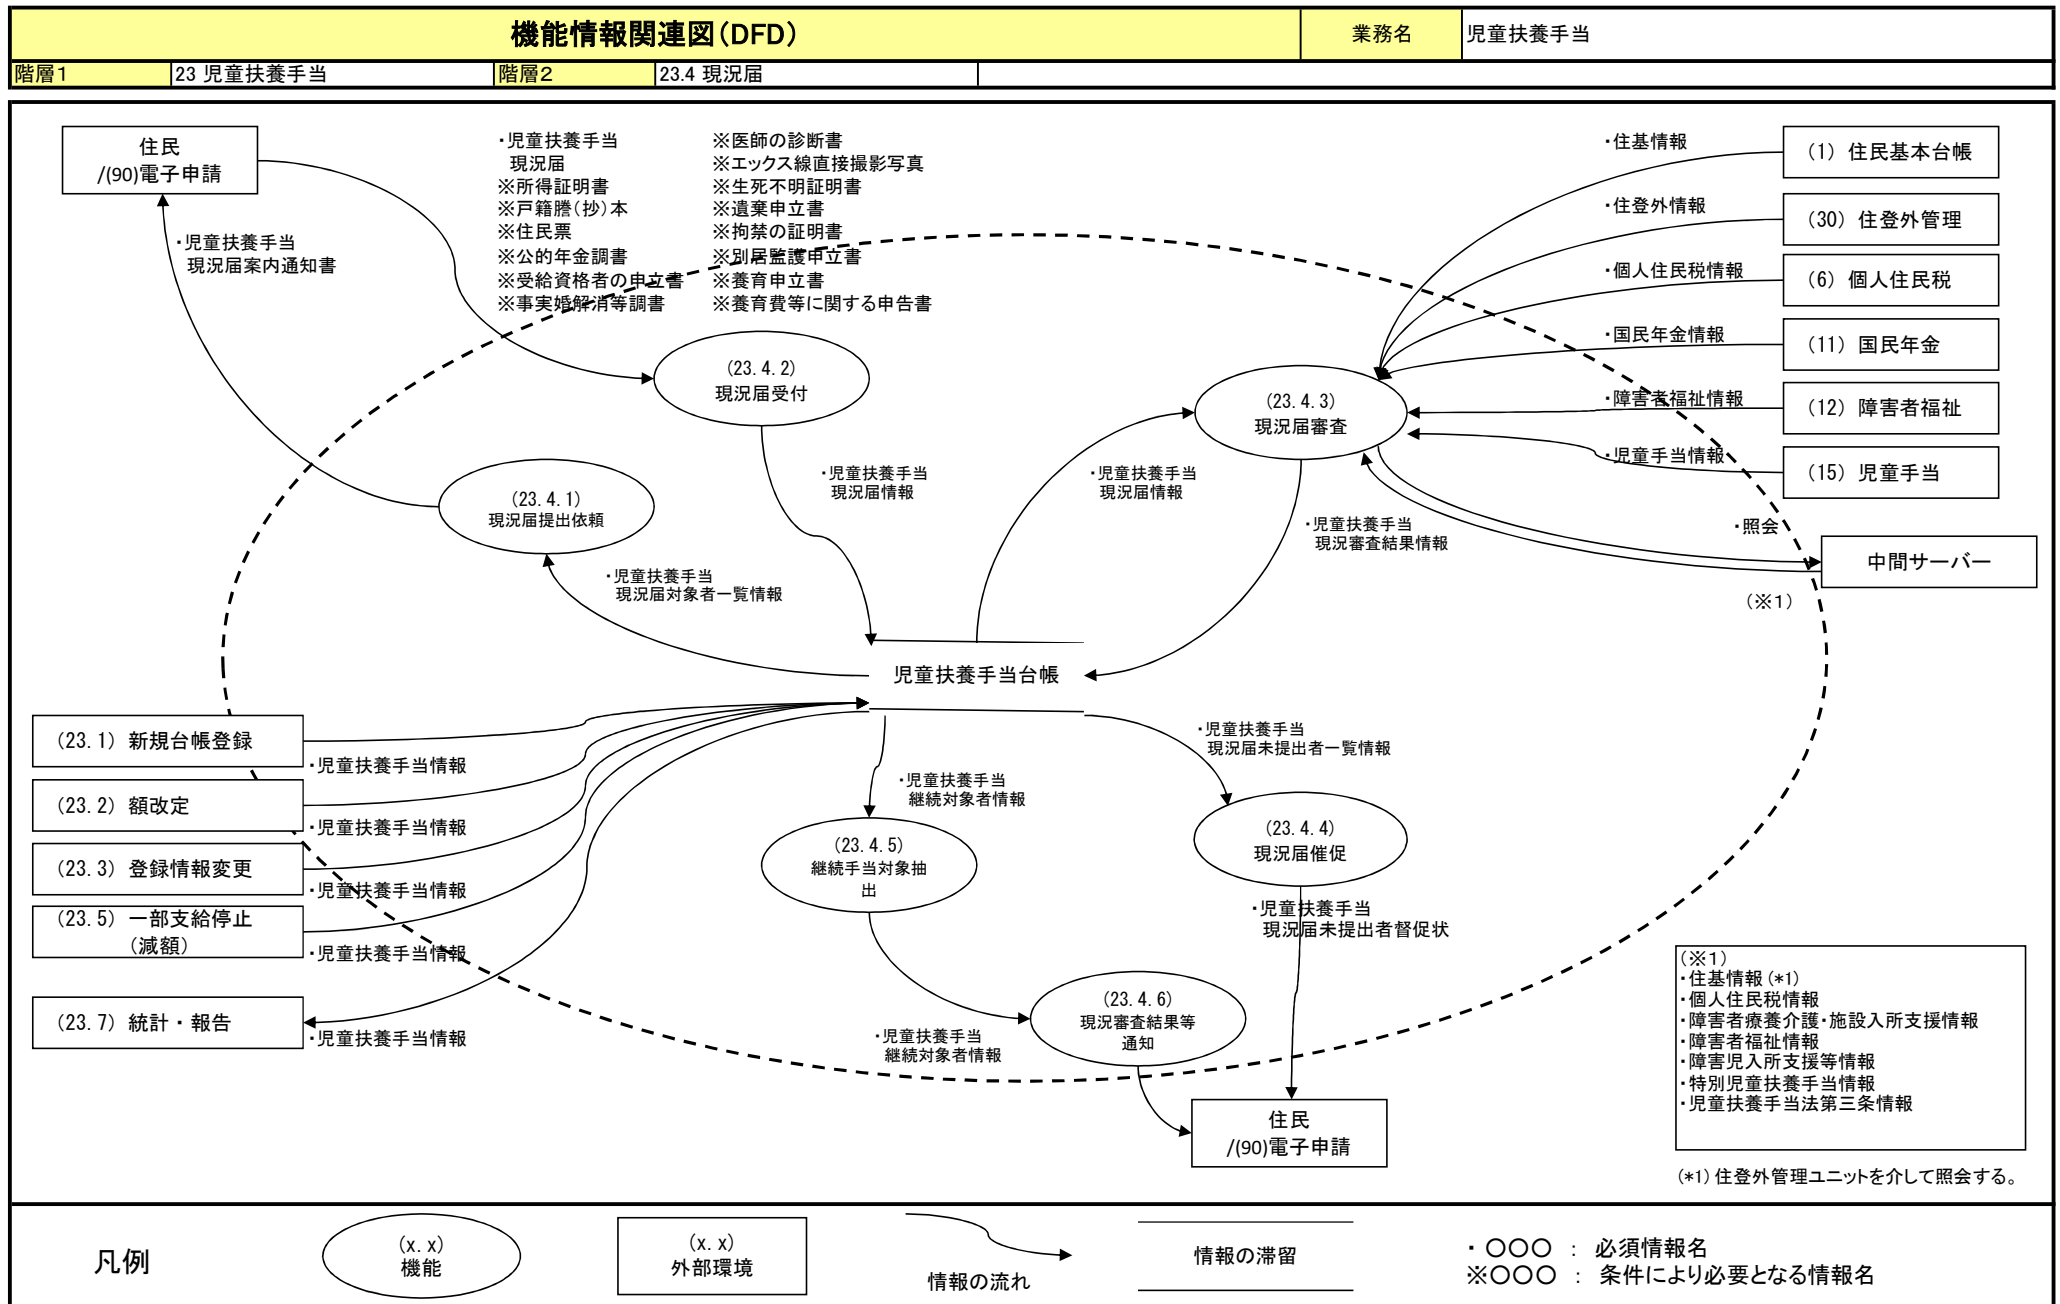 機能情報関連図(DFD)
業務名
児童扶養手当
階層1
23 児童扶養手当
階層2
23.4 現況届
住民
/(90)電子申請
・児童扶養手当
現況届案内通知書
・児童扶養手当
現況届
※所得証明書
※戸籍謄(抄)本
※住民票
※公的年金調書
※受給資格者の申立書
※事実婚解消等調書
※医師の診断書
※エックス線直接撮影写真
※生死不明証明書
※遺棄申立書
※拘禁の証明書
※別居監護申立書
※養育申立書
※養育費等に関する申告書
・住基情報
(1) 住民基本台帳
・住登外情報
(30) 住登外管理
・個人住民税情報
(6) 個人住民税
・国民年金情報
(11) 国民年金
・障害者福祉情報
(12) 障害者福祉
・児童手当情報
(15) 児童手当
・照会
中間サーバー
(※1)
(23.4.2)
現況届受付
(23.4.3)
現況届審査
(23.4.1)
現況届提出依頼
・児童扶養手当
現況届情報
・児童扶養手当
現況届情報
・児童扶養手当
現況審査結果情報
・児童扶養手当
現況届対象者一覧情報
児童扶養手当台帳
(23.1) 新規台帳登録
・児童扶養手当情報
(23.2) 額改定
・児童扶養手当情報
(23.3) 登録情報変更
・児童扶養手当情報
(23.5) 一部支給停止
(減額)
・児童扶養手当情報
(23.7) 統計・報告
・児童扶養手当情報
・児童扶養手当
継続対象者情報
・児童扶養手当
現況届未提出者一覧情報
(23.4.5)
継続手当対象抽
出
(23.4.4)
現況届催促
・児童扶養手当
現況届未提出者督促状
(23.4.6)
現況審査結果等
通知
・児童扶養手当
継続対象者情報
住民
/(90)電子申請
(※1)
・住基情報(*1)
・個人住民税情報
・障害者療養介護・施設入所支援情報
・障害者福祉情報
・障害児入所支援等情報
・特別児童扶養手当情報
・児童扶養手当法第三条情報
(*1)住登外管理ユニットを介して照会する。
凡例
(x.x)
機能
(x.x)
外部環境
情報の流れ
情報の滞留
・ 〇〇〇 : 必須情報名
※〇〇〇 : 条件により必要となる情報名